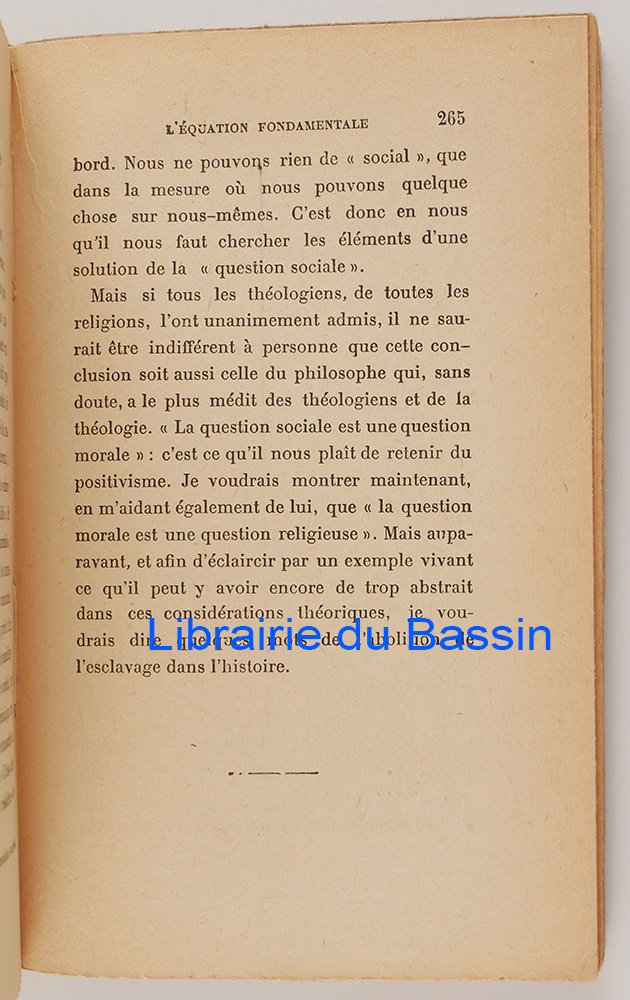 L'ÉQUATION FONDAMENTALE 265
bord. Nous ne pouvons rien de « social », que
dans la mesure où nous pouvons quelque
chose sur nous-mêmes. C'est donc en nous
qu'il nous faut chercher les éléments d'une
solution de la « question sociale ».
Mais si tous les théologiens, de toutes les
religions, l'ont unanimement admis, il ne sau-
rait être indifférent à personne que cette con-
clusion soit aussi celle du philosophe qui, sans
doute, a le plus médit des théologiens et de la
théologie. « La question sociale est une question
morale » : c'est ce qu'il nous plaît de retenir du
positivisme. Je voudrais montrer maintenant,
en m'aidant également de lui, que « la question
morale est une question religieuse ». Mais aupa-
ravant, et afin d'éclaircir par un exemple vivant
ce qu'il peut y avoir encore de trop abstrait
dans ces considérations théoriques, je vou-
drais dire quelques mots de l'abolition de
l'esclavage dans l'histoire.
Librairie du Bassin